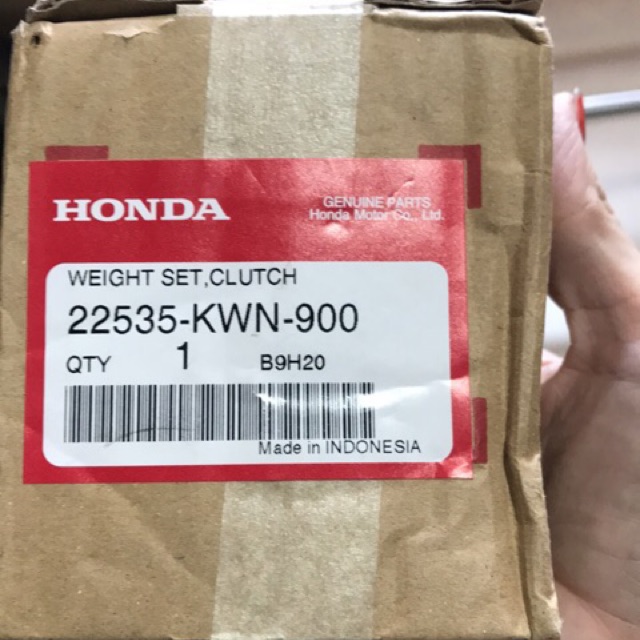 HONDA
GENUINE PARTS
Honda Motor Co., Ltd.
WEIGHT SET,CLUTCH
22535-KWN-900
QTY 1 B9H20
Made in INDONESIA